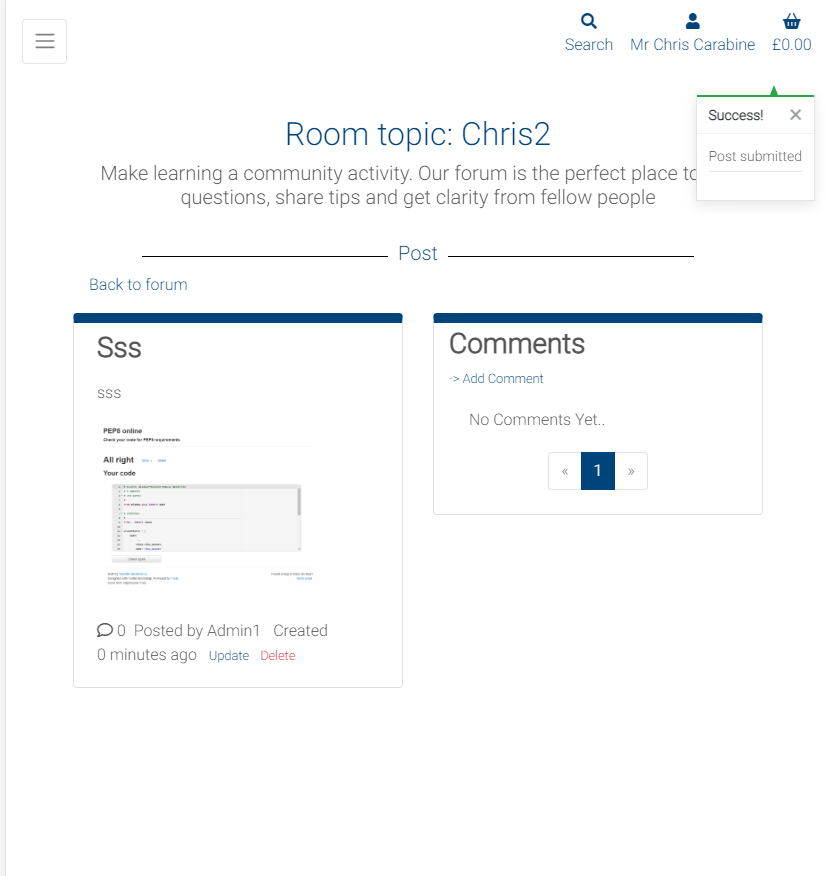 Search
Mr Chris Carabine
£0.00
Success!
×
Post submitted
Room topic: Chris2
Make learning a community activity. Our forum is the perfect place to
questions, share tips and get clarity from fellow people
Post
Back to forum
Sss
sss
PEP8 online
Check your code for PEP8 requirements
All right
Your code
0 Posted by Admin1 Created
0 minutes ago Update Delete
Comments
-> Add Comment
No Comments Yet..
« 1 »